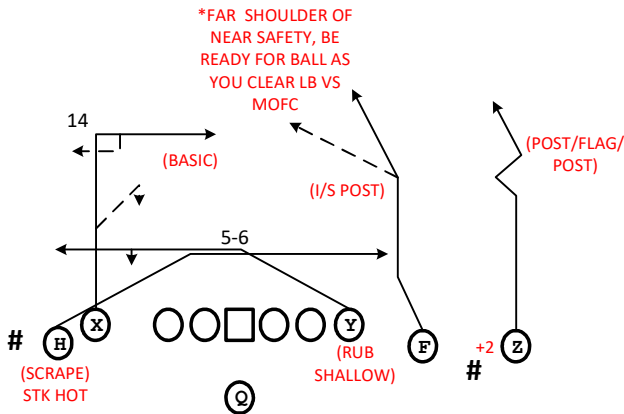 *FAR SHOULDER OF
NEAR SAFETY, BE
READY FOR BALL AS
YOU CLEAR LB VS
MOFC
14
(BASIC)
(POST/FLAG/
POST)
(I/S POST)
5-6
X
Y
H
F
Z
+2
#
#
(SCRAPE)
STK HOT
(RUB
SHALLOW)
Q